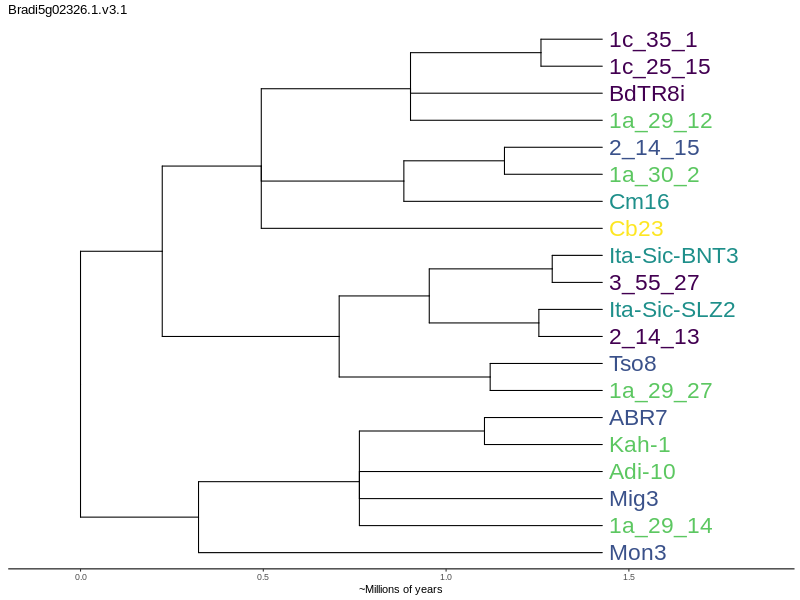 Bradi5g02326.1.v3.1
1c_35_1
1c_25_15
BdTR8i
1a_29_12
2_14_15
1a_30_2
Cm16
Cb23
Ita-Sic-BNT3
3_55_27
Ita-Sic-SLZ2
2_14_13
Tso8
1a_29_27
ABR7
Kah-1
Adi-10
Mig3
1a_29_14
Mon3
0.0 0.5 1.0 1.5
~Millions of years